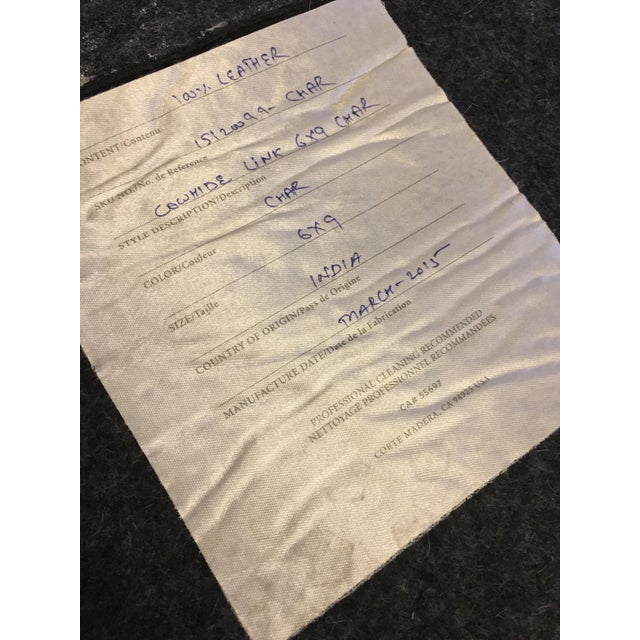 100% LEATHER
CONTENT/Contenu
15120099- CHAR
SKU NO./No. de Reference
COWHIDE LINK 6X9 CHAR
STYLE DESCRIPTION/Description
CHAR
COLOR/Couleur
6X9
SIZE/Taille
INDIA
COUNTRY OF ORIGIN/Pays de Origine
MARCH-2015
MANUFACTURE DATE/Date de la Fabrication
PROFESSIONAL CLEANING RECOMMENDED
NETTOYAGE PROFESSIONNEL RECOMMANDÉES
CA# 55697
CORTE MADERA, CA 94925 USA